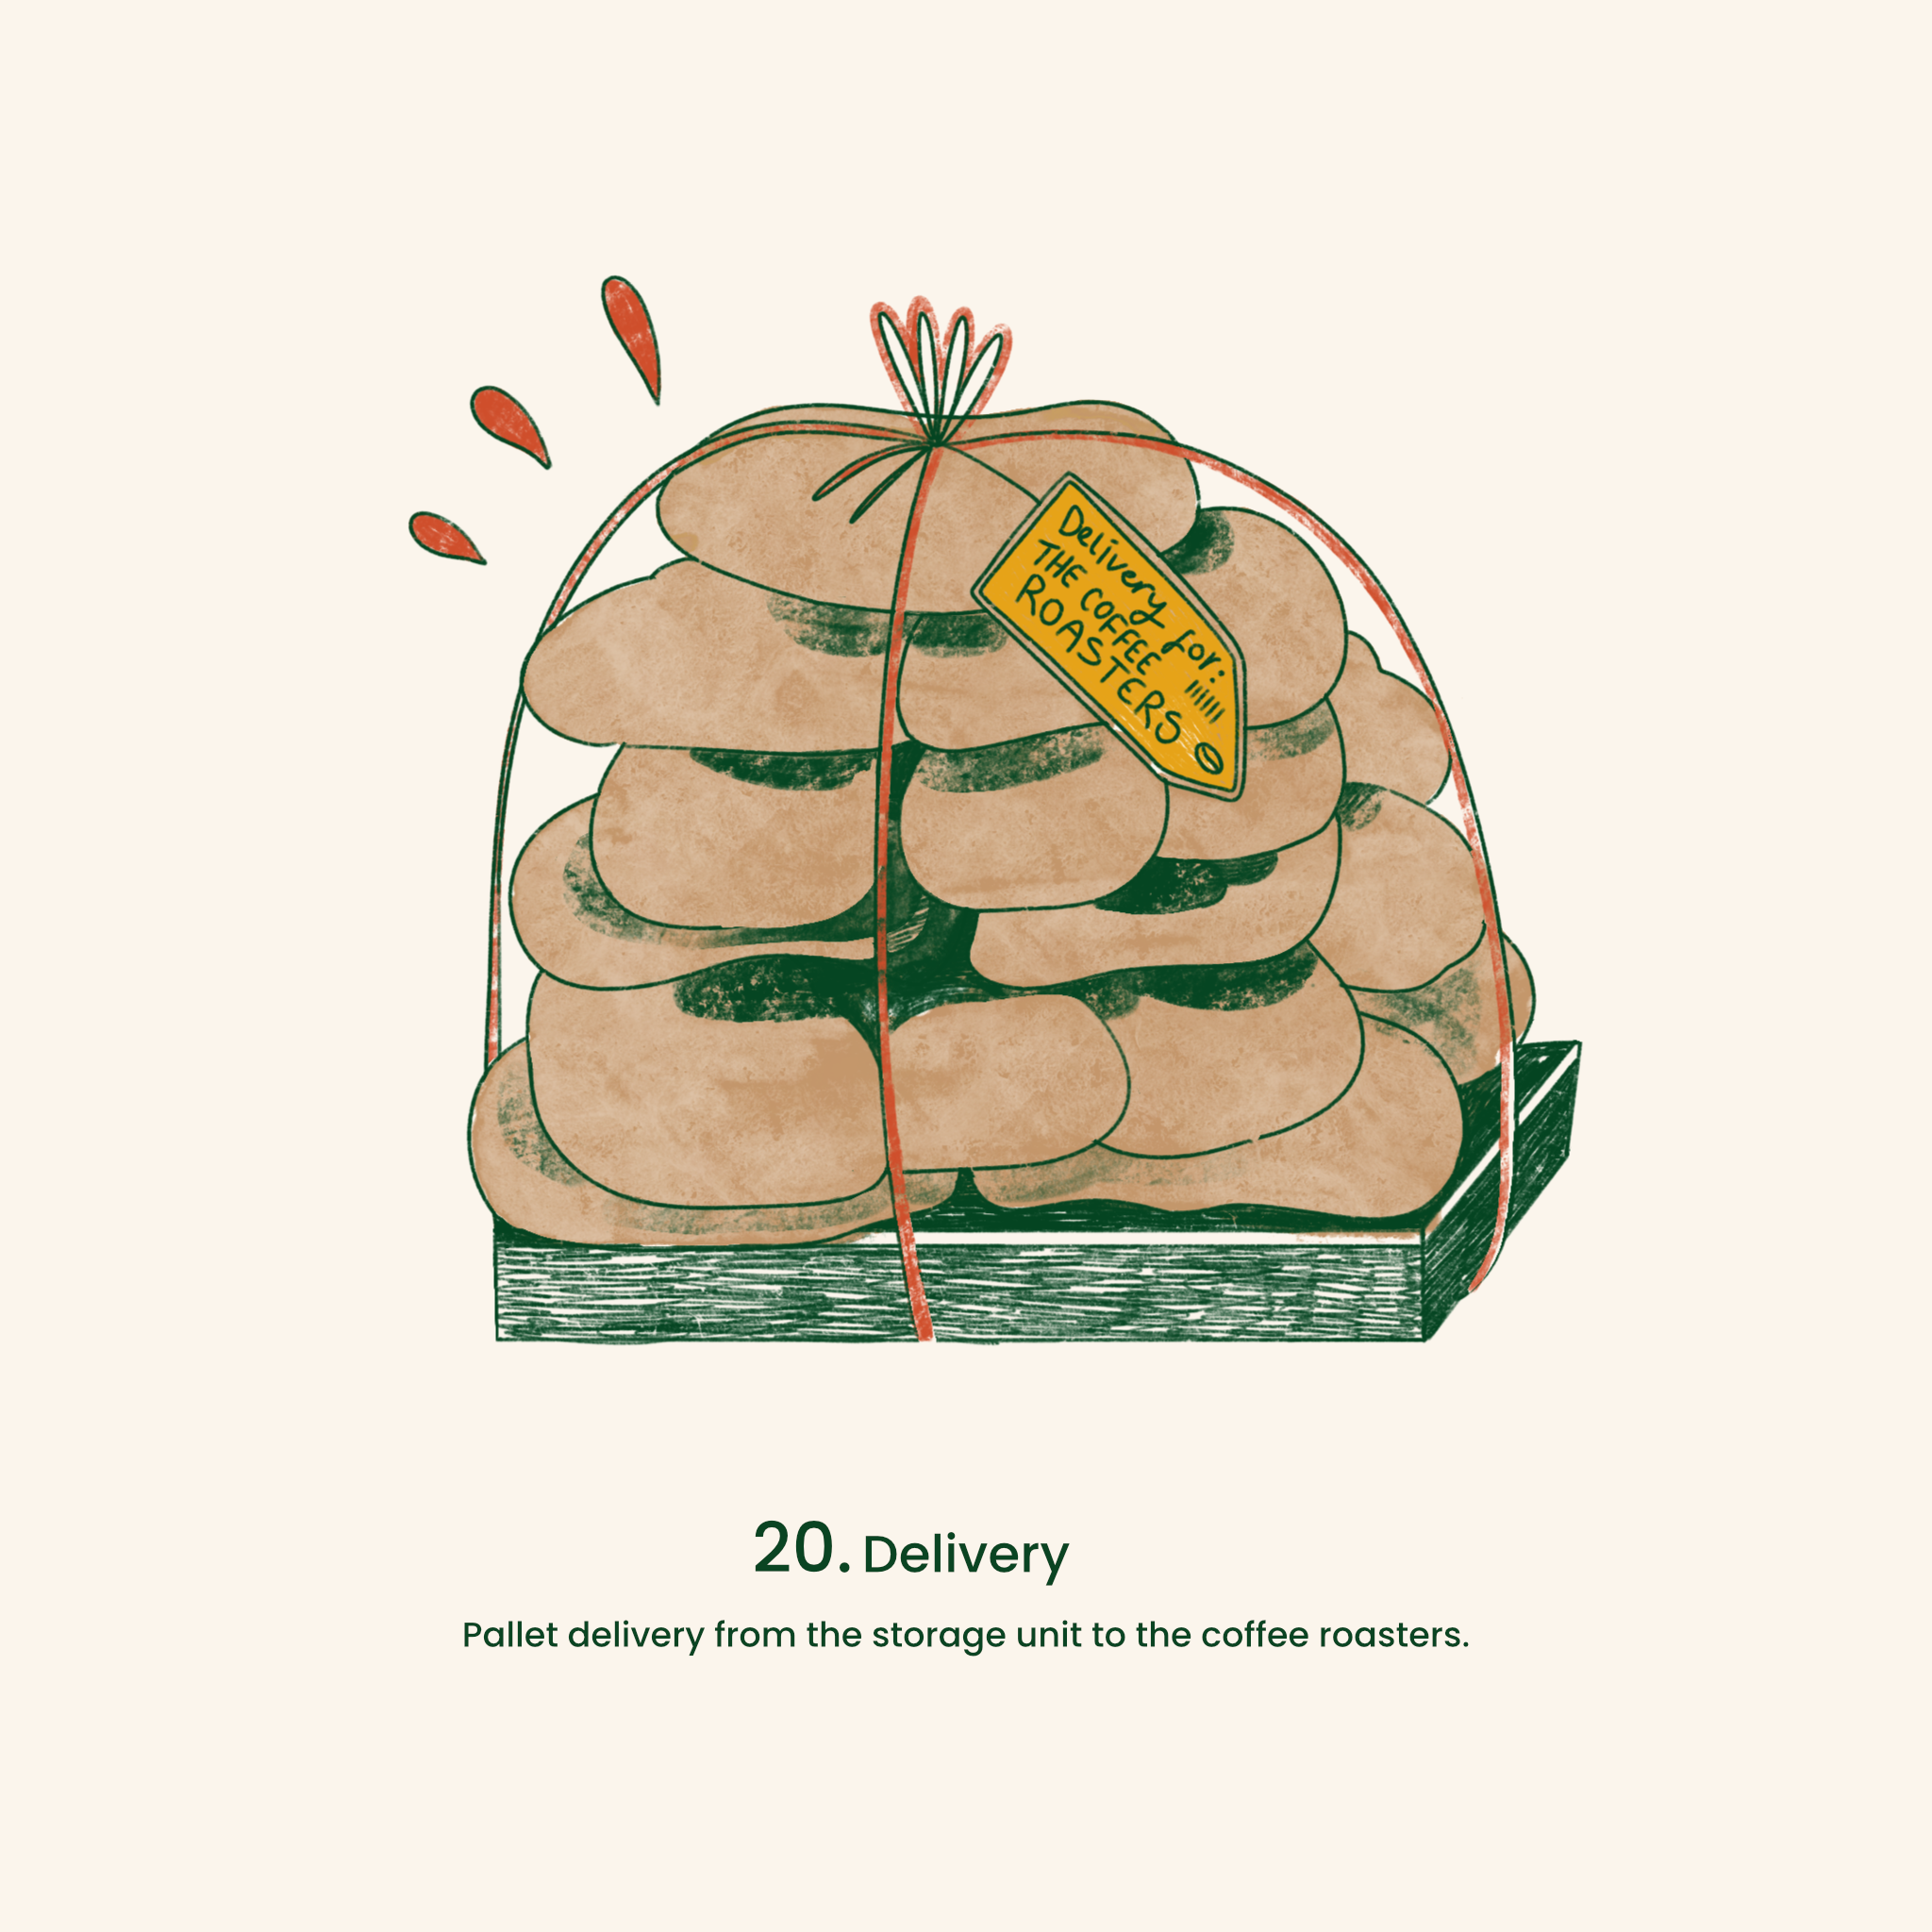 Delivery for:
THE COFFEE
ROASTERS
20. Delivery
Pallet delivery from the storage unit to the coffee roasters.